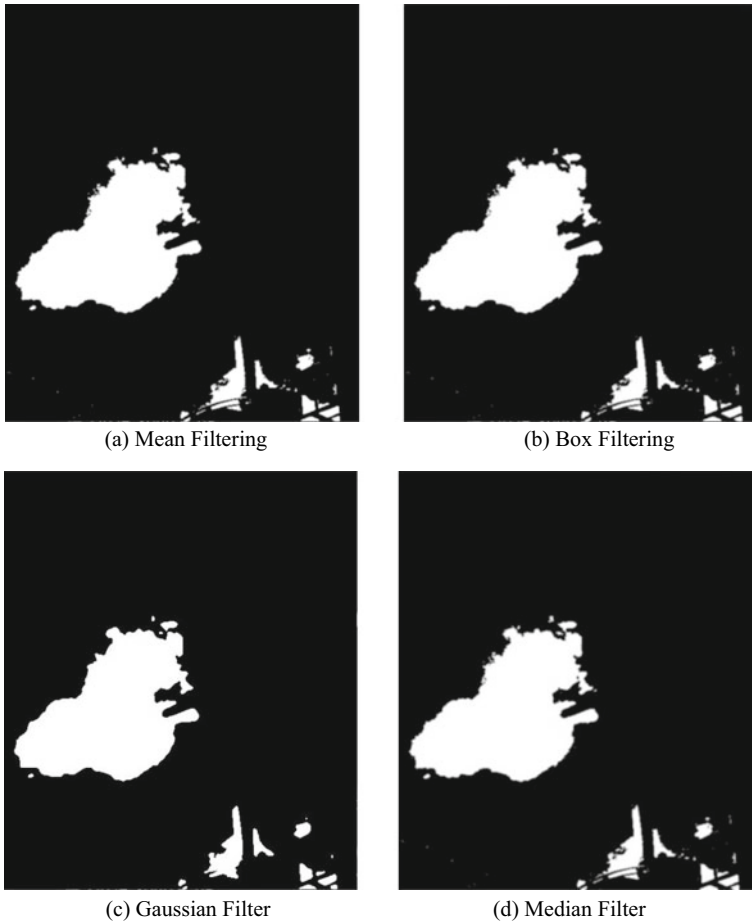 (a) Mean Filtering
(b) Box Filtering
(c) Gaussian Filter
(d) Median Filter